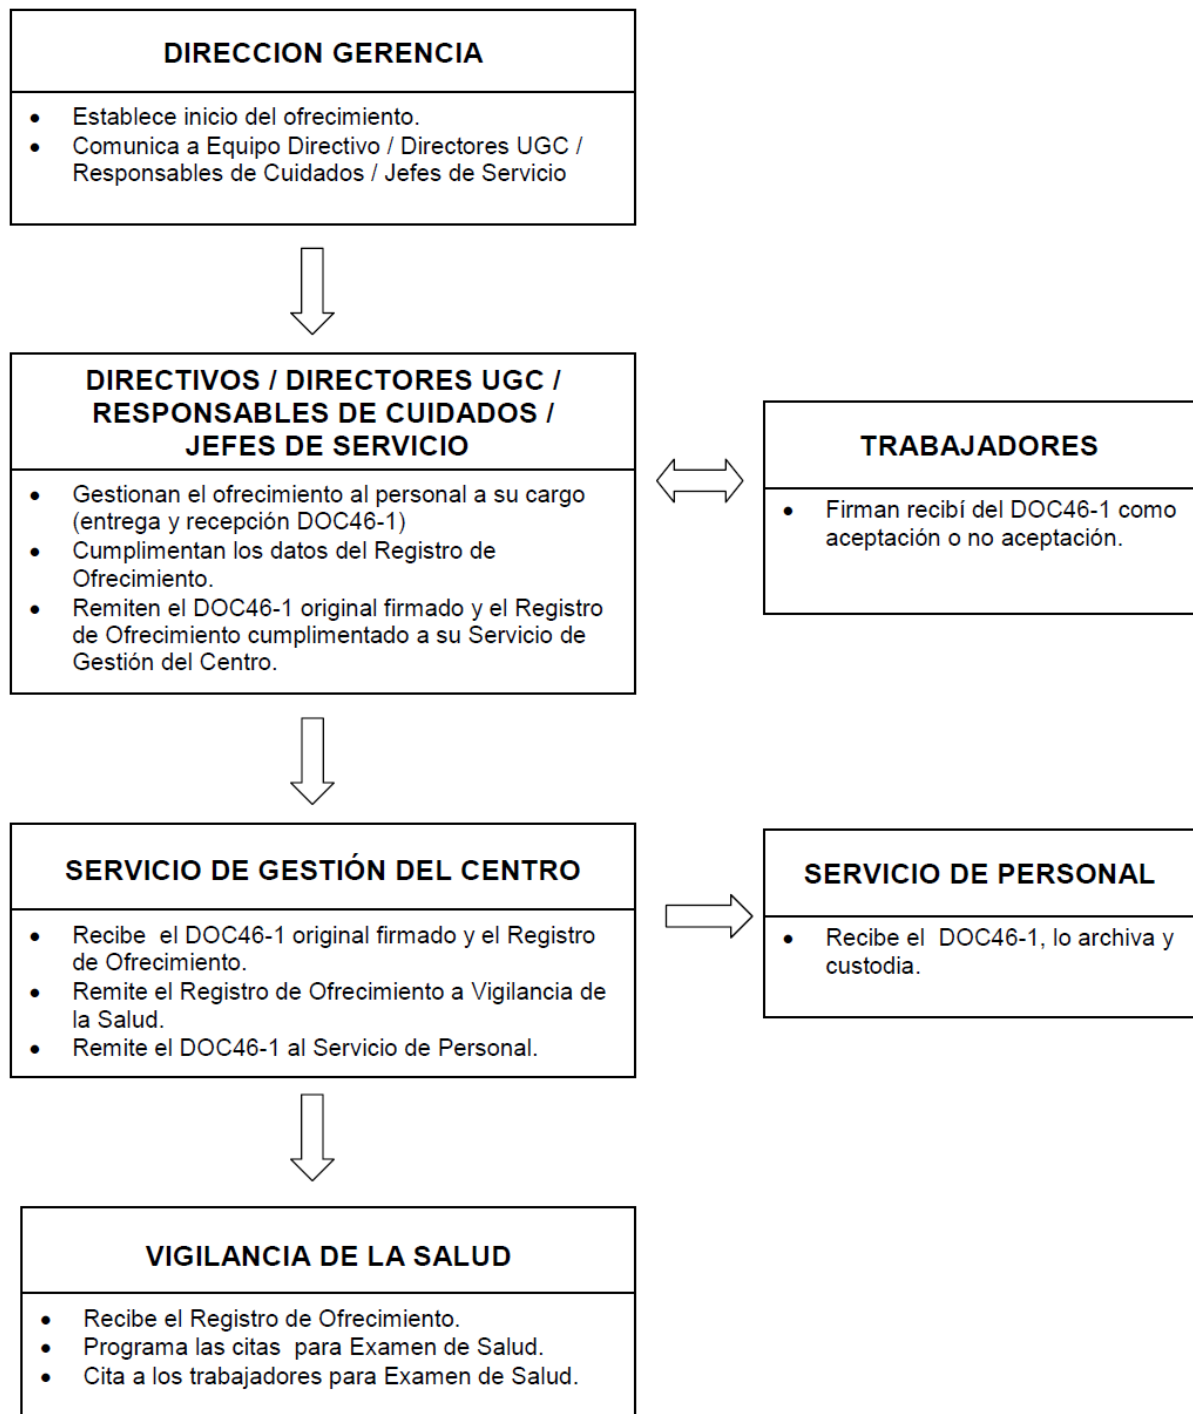 DIRECCION GERENCIA
• Establece inicio del ofrecimiento.
• Comunica a Equipo Directivo / Directores UGC /
Responsables de Cuidados / Jefes de Servicio
DIRECTIVOS / DIRECTORES UGC /
RESPONSABLES DE CUIDADOS /
JEFES DE SERVICIO
• Gestionan el ofrecimiento al personal a su cargo
(entrega y recepción DOC46-1)
• Cumplimentan los datos del Registro de
Ofrecimiento.
• Remiten el DOC46-1 original firmado y el Registro
de Ofrecimiento cumplimentado a su Servicio de
Gestión del Centro.
TRABAJADORES
• Firman recibí del DOC46-1 como
aceptación o no aceptación.
SERVICIO DE GESTIÓN DEL CENTRO
• Recibe el DOC46-1 original firmado y el Registro
de Ofrecimiento.
• Remite el Registro de Ofrecimiento a Vigilancia de
la Salud.
• Remite el DOC46-1 al Servicio de Personal.
SERVICIO DE PERSONAL
• Recibe el DOC46-1, lo archiva y
custodia.
VIGILANCIA DE LA SALUD
• Recibe el Registro de Ofrecimiento.
• Programa las citas para Examen de Salud.
• Cita a los trabajadores para Examen de Salud.